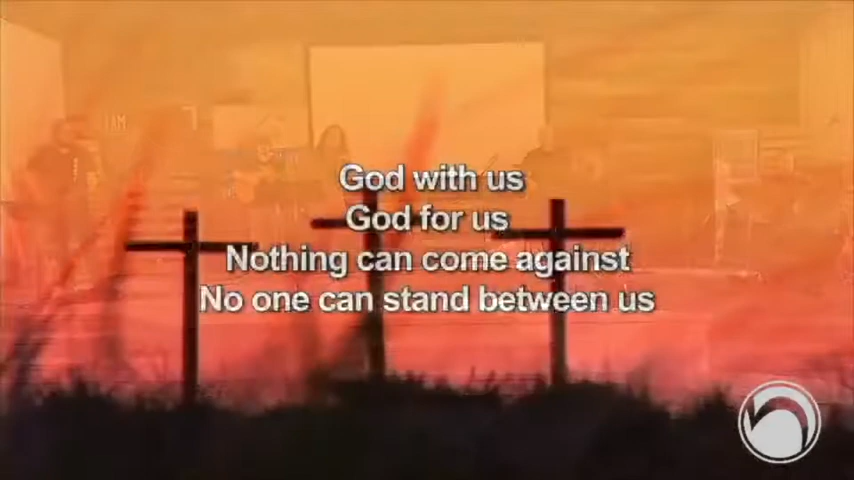 God with us
God for us
Nothing can come against
No one can stand between us